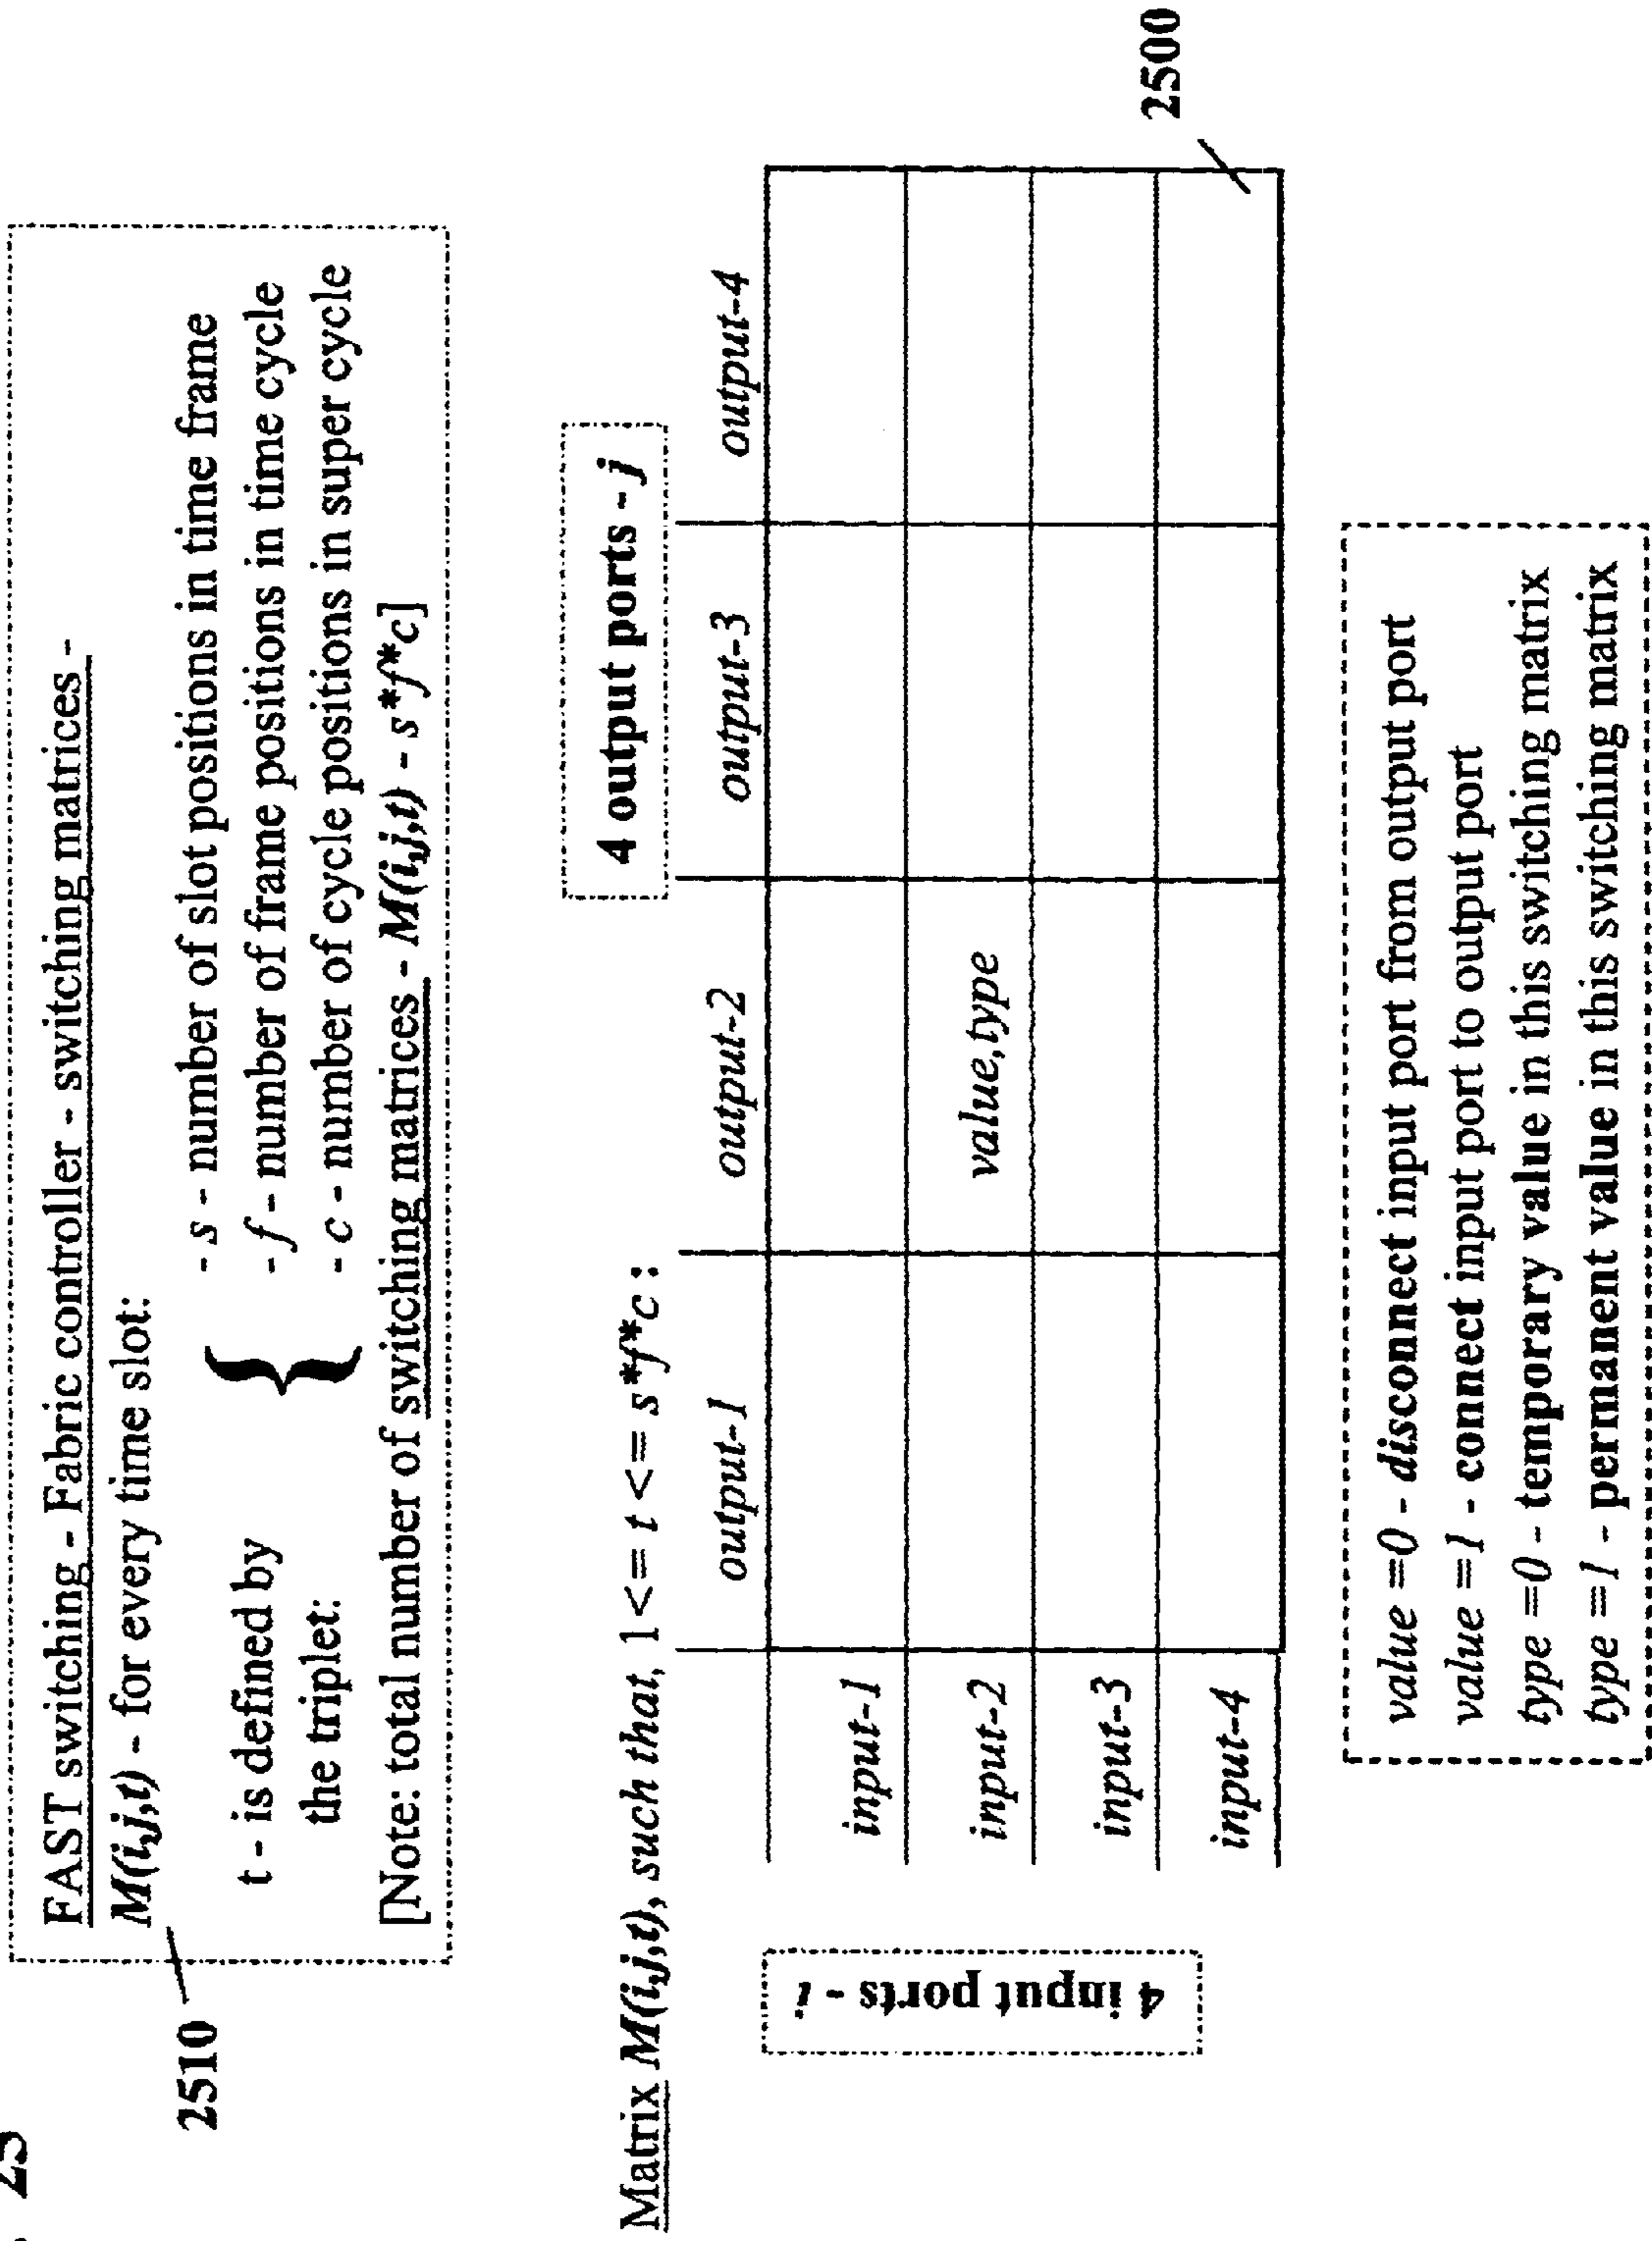 25
FAST switching - Fabric controller - switching matrices -
M(i,j,t) - for every time slot:
2510
t - is defined by
the triplet:
{
- s - number of slot positions in time frame
- f - number of frame positions in time cycle
- c - number of cycle positions in super cycle
[Note: total number of switching matrices - M(i,j,t) - s*f*c]
Matrix M(i,j,t), such that, 1 <= t <= s*f*c :
4 output ports - j
output-1 output-2 output-3 output-4
4 input ports - i
input-1
input-2 value,type
input-3
input-4
2500
value =0 - disconnect input port from output port
value =1 - connect input port to output port
type =0 - temporary value in this switching matrix
type =1 - permanent value in this switching matrix